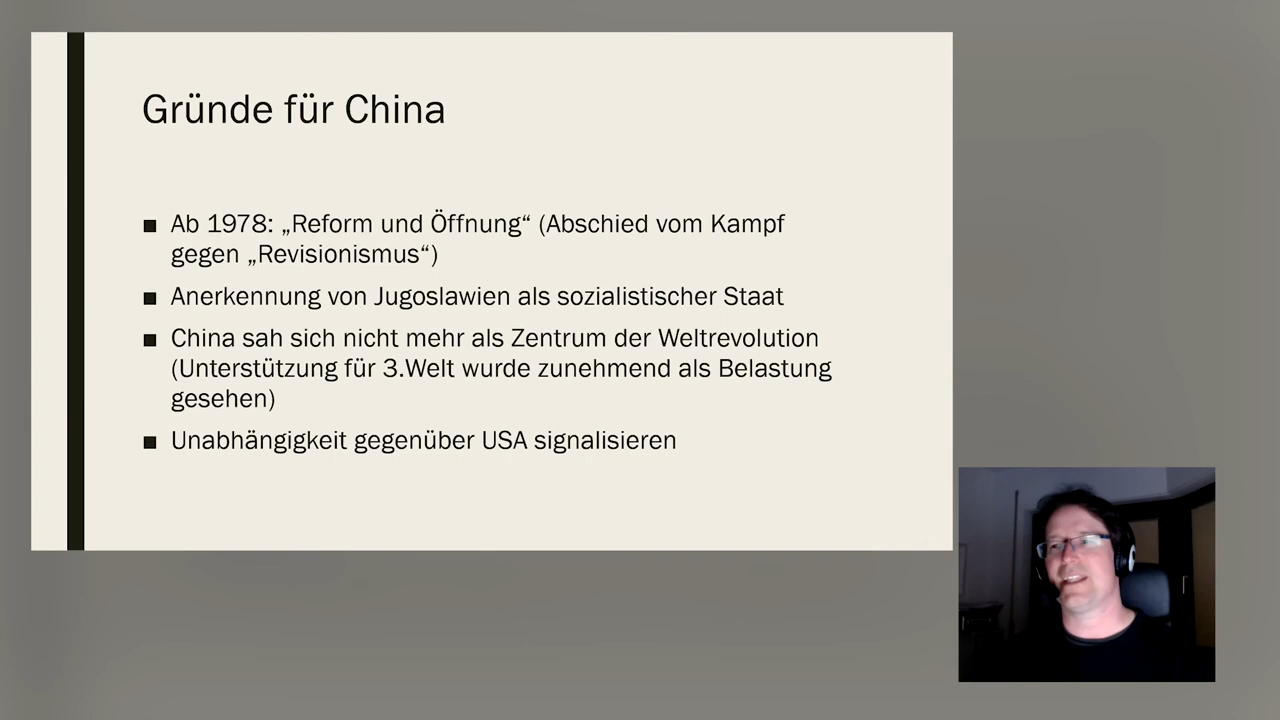 Gründe für China
■ Ab 1978: „Reform und Öffnung“ (Abschied vom Kampf
gegen „Revisionismus“)
■ Anerkennung von Jugoslawien als sozialistischer Staat
■ China sah sich nicht mehr als Zentrum der Weltrevolution
(Unterstützung für 3.Welt wurde zunehmend als Belastung
gesehen)
■ Unabhängigkeit gegenüber USA signalisieren